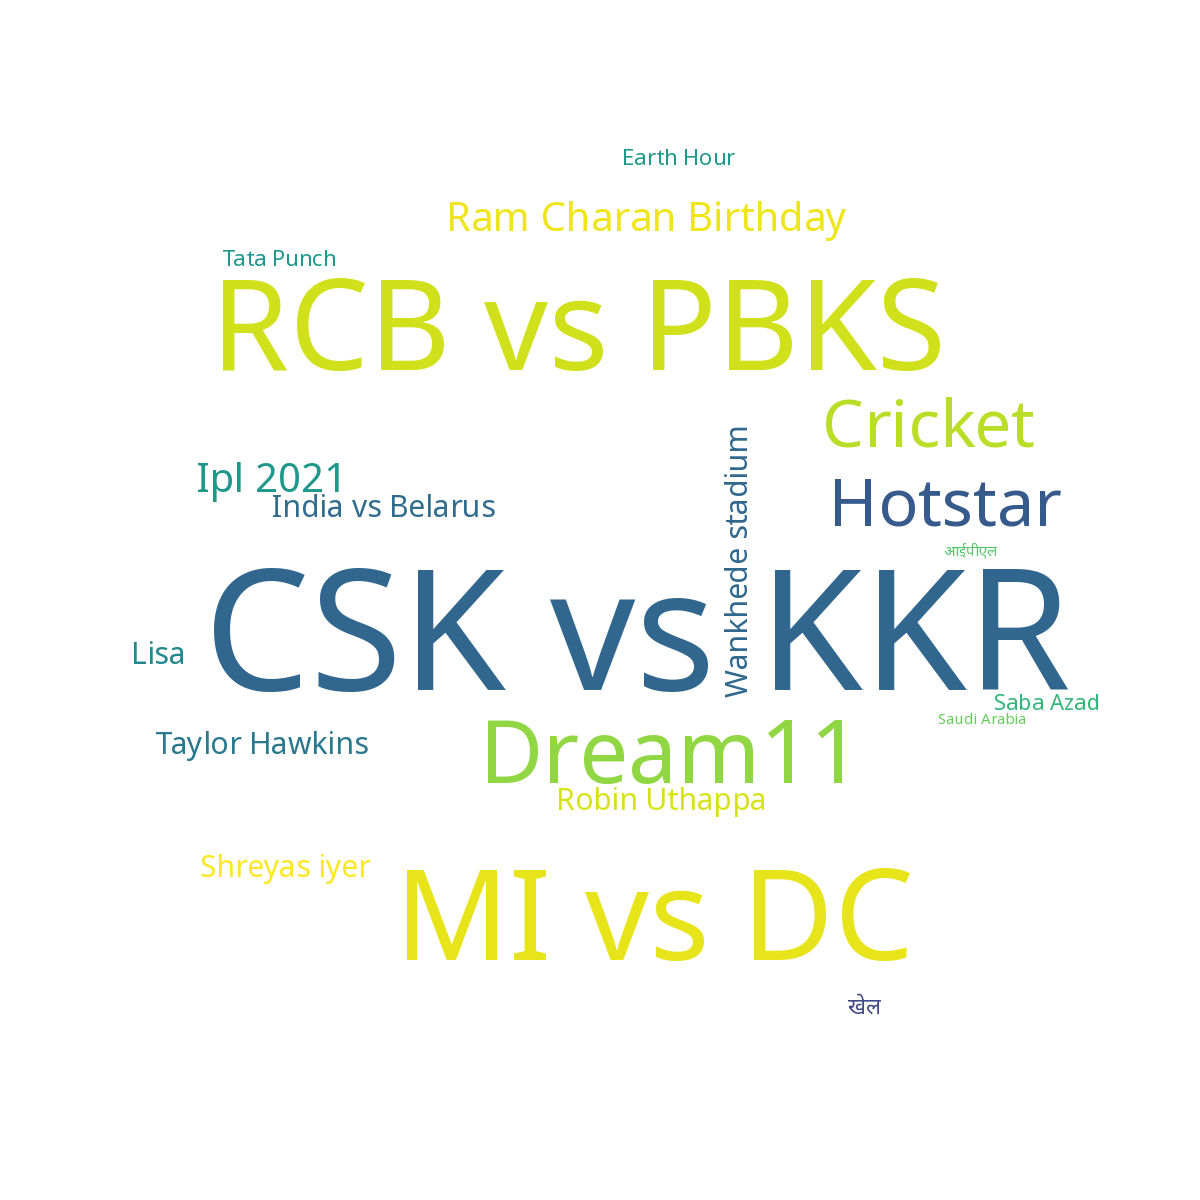 Earth Hour
Ram Charan Birthday
Tata Punch
RCB vs PBKS
Cricket
Ipl 2021
Hotstar
India vs Belarus
Wankhede stadium
आईपीएल
CSK vs KKR
Lisa
Saba Azad
Saudi Arabia
Taylor Hawkins
Dream11
Robin Uthappa
Shreyas iyer
MI vs DC
खेल